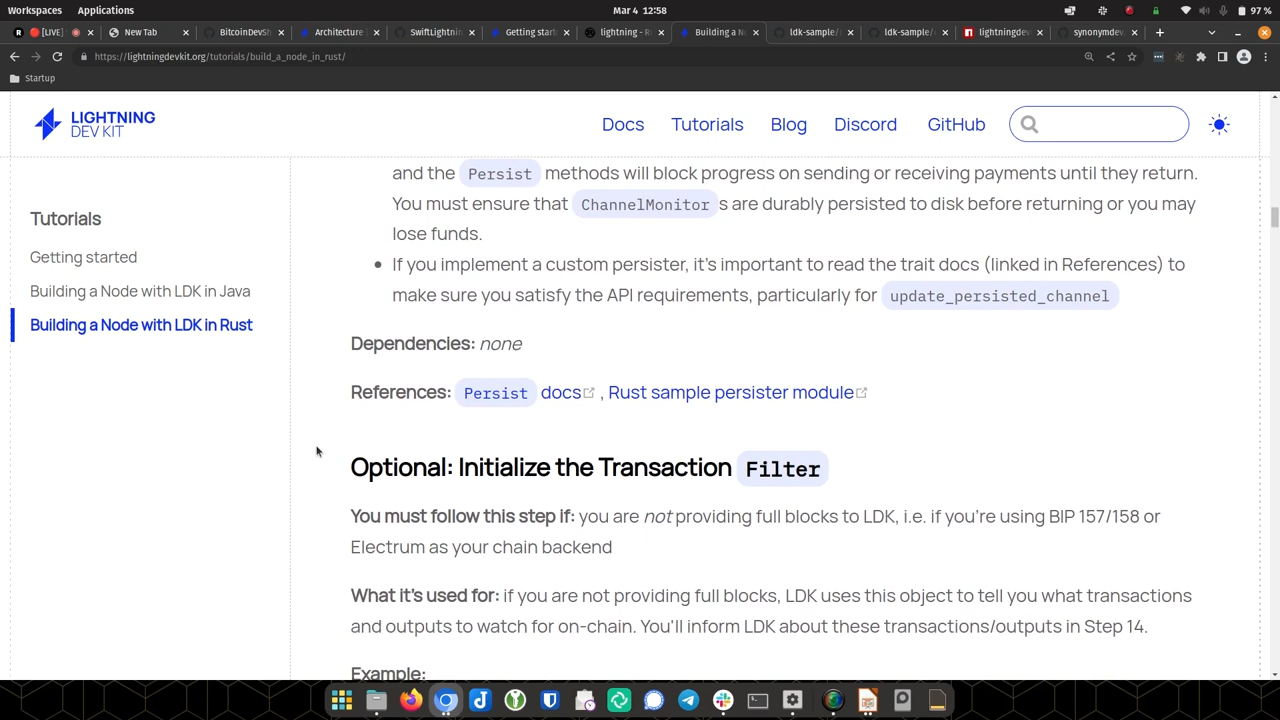 Workspaces Applications
Mar 4 12:58
97 %
[LIVE]
New Tab
BitcoinDevSh
Architecture
SwiftLightnin
Getting starte
lightning - R
Building a No
ldk-sample/m
ldk-sample/c
lightningdev
synonymdev
https://lightningdevkit.org/tutorials/build_a_node_in_rust/
Startup
LIGHTNING
DEV KIT
Docs Tutorials Blog Discord GitHub
Tutorials
Getting started
Building a Node with LDK in Java
Building a Node with LDK in Rust
and the Persist methods will block progress on sending or receiving payments until they return.
You must ensure that ChannelMonitor s are durably persisted to disk before returning or you may
lose funds.
• If you implement a custom persister, it's important to read the trait docs (linked in References) to
make sure you satisfy the API requirements, particularly for update_persisted_channel
Dependencies: none
References: Persist docs , Rust sample persister module
Optional: Initialize the Transaction Filter
You must follow this step if: you are not providing full blocks to LDK, i.e. if you're using BIP 157/158 or
Electrum as your chain backend
What it's used for: if you are not providing full blocks, LDK uses this object to tell you what transactions
and outputs to watch for on-chain. You'll inform LDK about these transactions/outputs in Step 14.
Example: